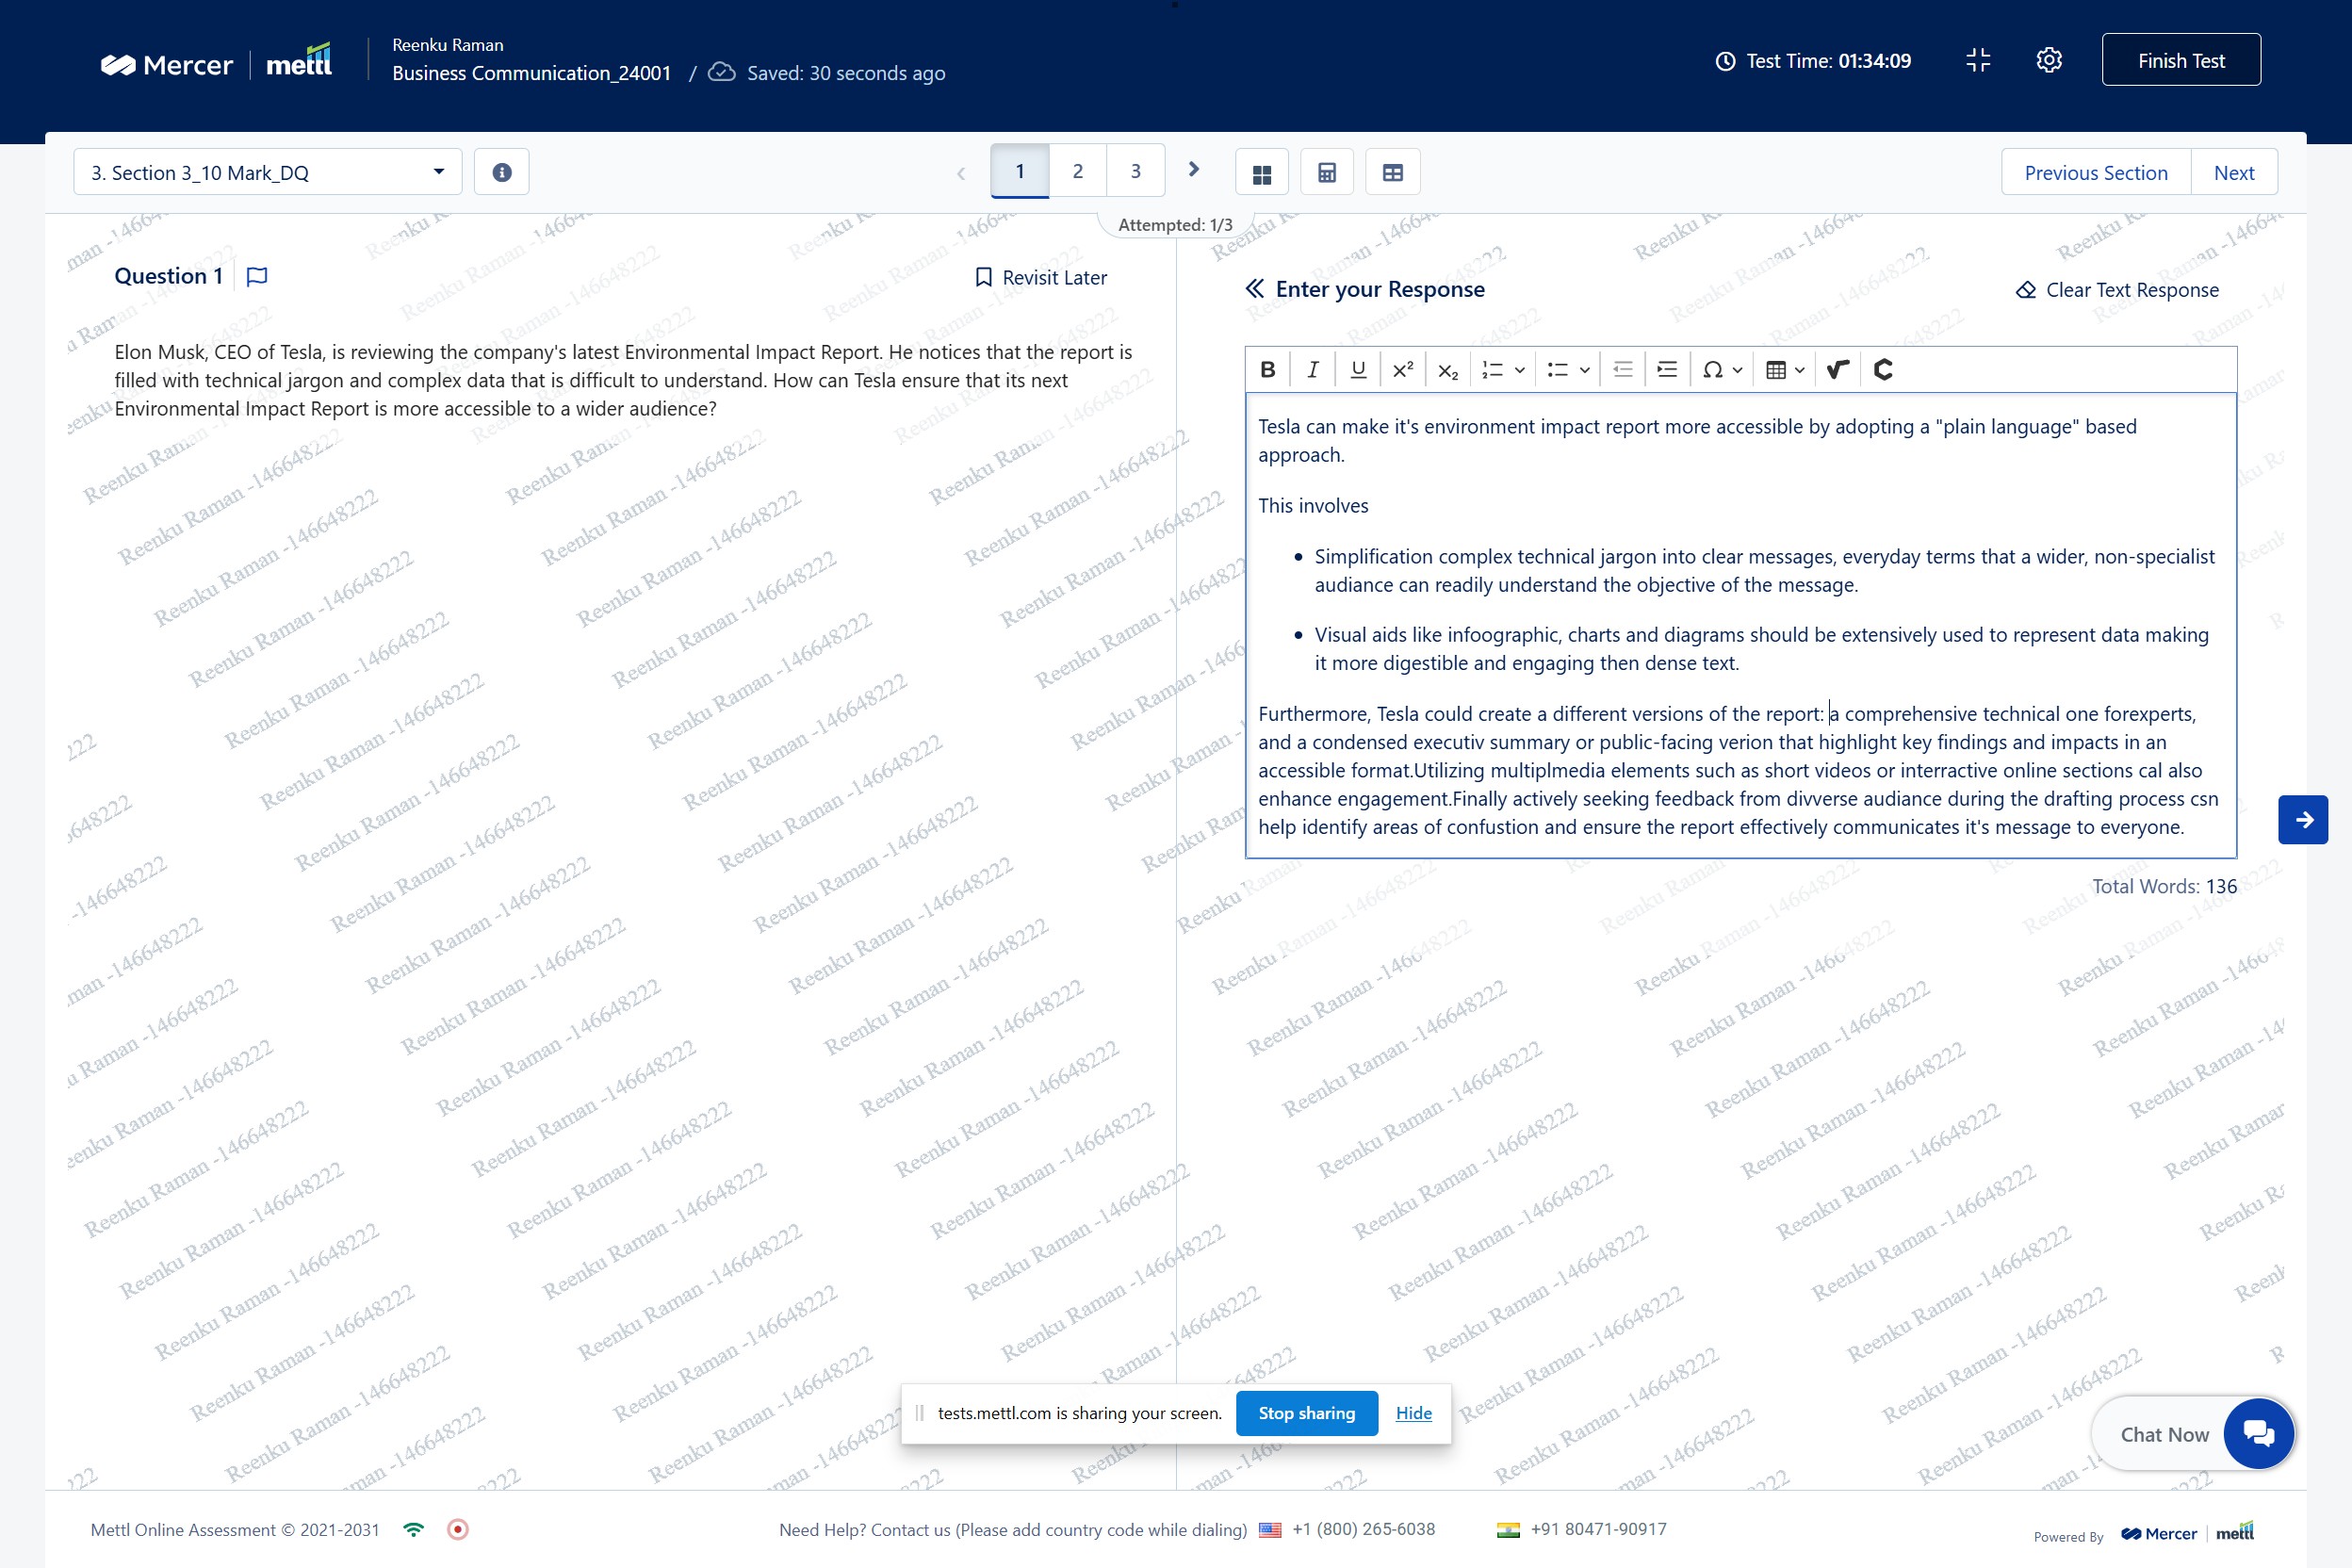 Mercer | mettl
Reenku Raman
Business Communication_24001 / Saved: 30 seconds ago
Test Time: 01:34:09
Finish Test
3. Section 3_10 Mark_DQ
1 2 3
Previous Section
Next
Attempted: 1/3
Question 1
Revisit Later
Elon Musk, CEO of Tesla, is reviewing the company's latest Environmental Impact Report. He notices that the report is
filled with technical jargon and complex data that is difficult to understand. How can Tesla ensure that its next
Environmental Impact Report is more accessible to a wider audience?
Enter your Response
Clear Text Response
B I U x² x₂ Ω
Tesla can make it's environment impact report more accessible by adopting a "plain language" based
approach.
This involves
• Simplification complex technical jargon into clear messages, everyday terms that a wider, non-specialist
audiance can readily understand the objective of the message.
• Visual aids like infoographic, charts and diagrams should be extensively used to represent data making
it more digestible and engaging then dense text.
Furthermore, Tesla could create a different versions of the report: a comprehensive technical one forexperts,
and a condensed executiv summary or public-facing verion that highlight key findings and impacts in an
accessible format.Utilizing multiplmedia elements such as short videos or interractive online sections cal also
enhance engagement.Finally actively seeking feedback from divverse audiance during the drafting process csn
help identify areas of confustion and ensure the report effectively communicates it's message to everyone.
Total Words: 136
Reenku Raman -146648222
tests.mettl.com is sharing your screen.
Stop sharing
Hide
Chat Now
Mettl Online Assessment © 2021-2031
Need Help? Contact us (Please add country code while dialing) +1 (800) 265-6038 +91 80471-90917
Powered By Mercer | mettl